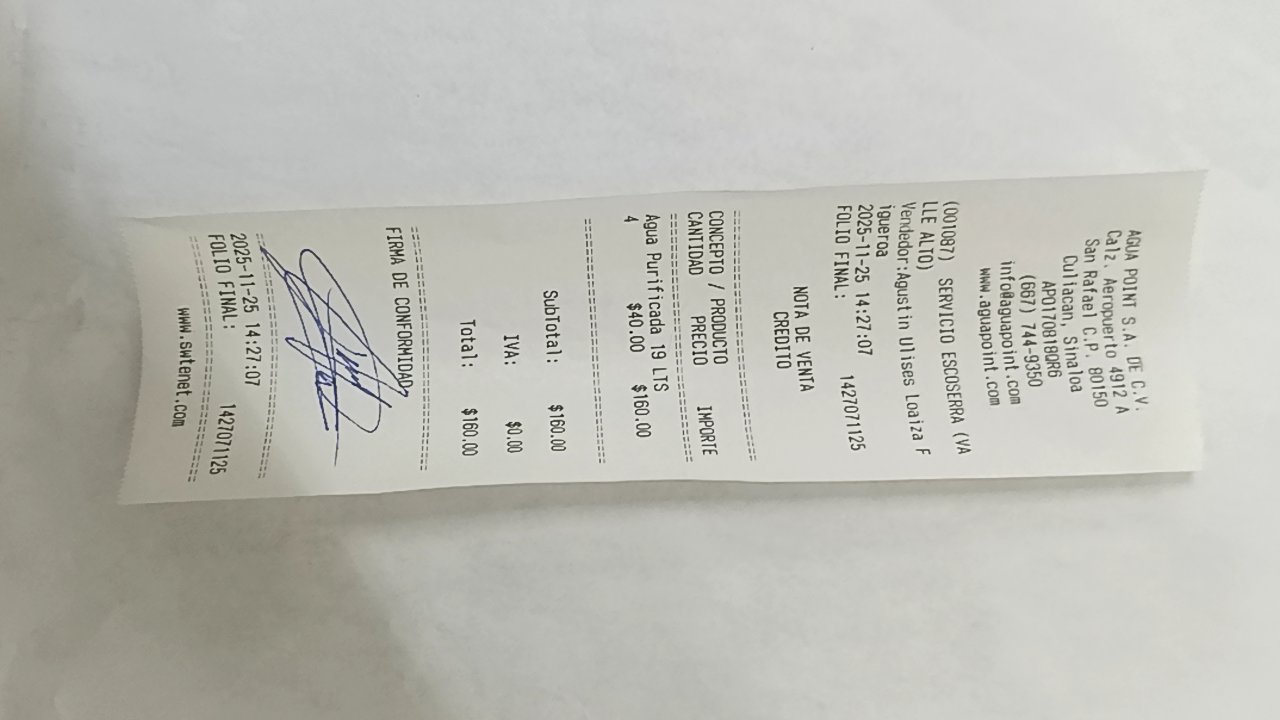 AGUA POINT S.A. DE C.V.
Calz. Aeropuerto 4912 A
San Rafael C.P. 80150
Culiacan, Sinaloa
APO170818QR6
(667) 744-9350
info@aguapoint.com
www.aguapoint.com
(001087) SERVICIO ESCOSERRA (VA
LLE ALTO)
Vendedor:Agustin Ulises Loaiza F
igueroa
2025-11-25 14:27:07
FOLIO FINAL: 1427071125
NOTA DE VENTA
CREDITO
================================
CONCEPTO / PRODUCTO
CANTIDAD PRECIO IMPORTE
================================
Agua Purificada 19 LTS
4 $40.00 $160.00
================================
SubTotal: $160.00
IVA: $0.00
Total: $160.00
================================
FIRMA DE CONFORMIDAD
================================
2025-11-25 14:27:07
FOLIO FINAL: 1427071125
================================
www.swtenet.com